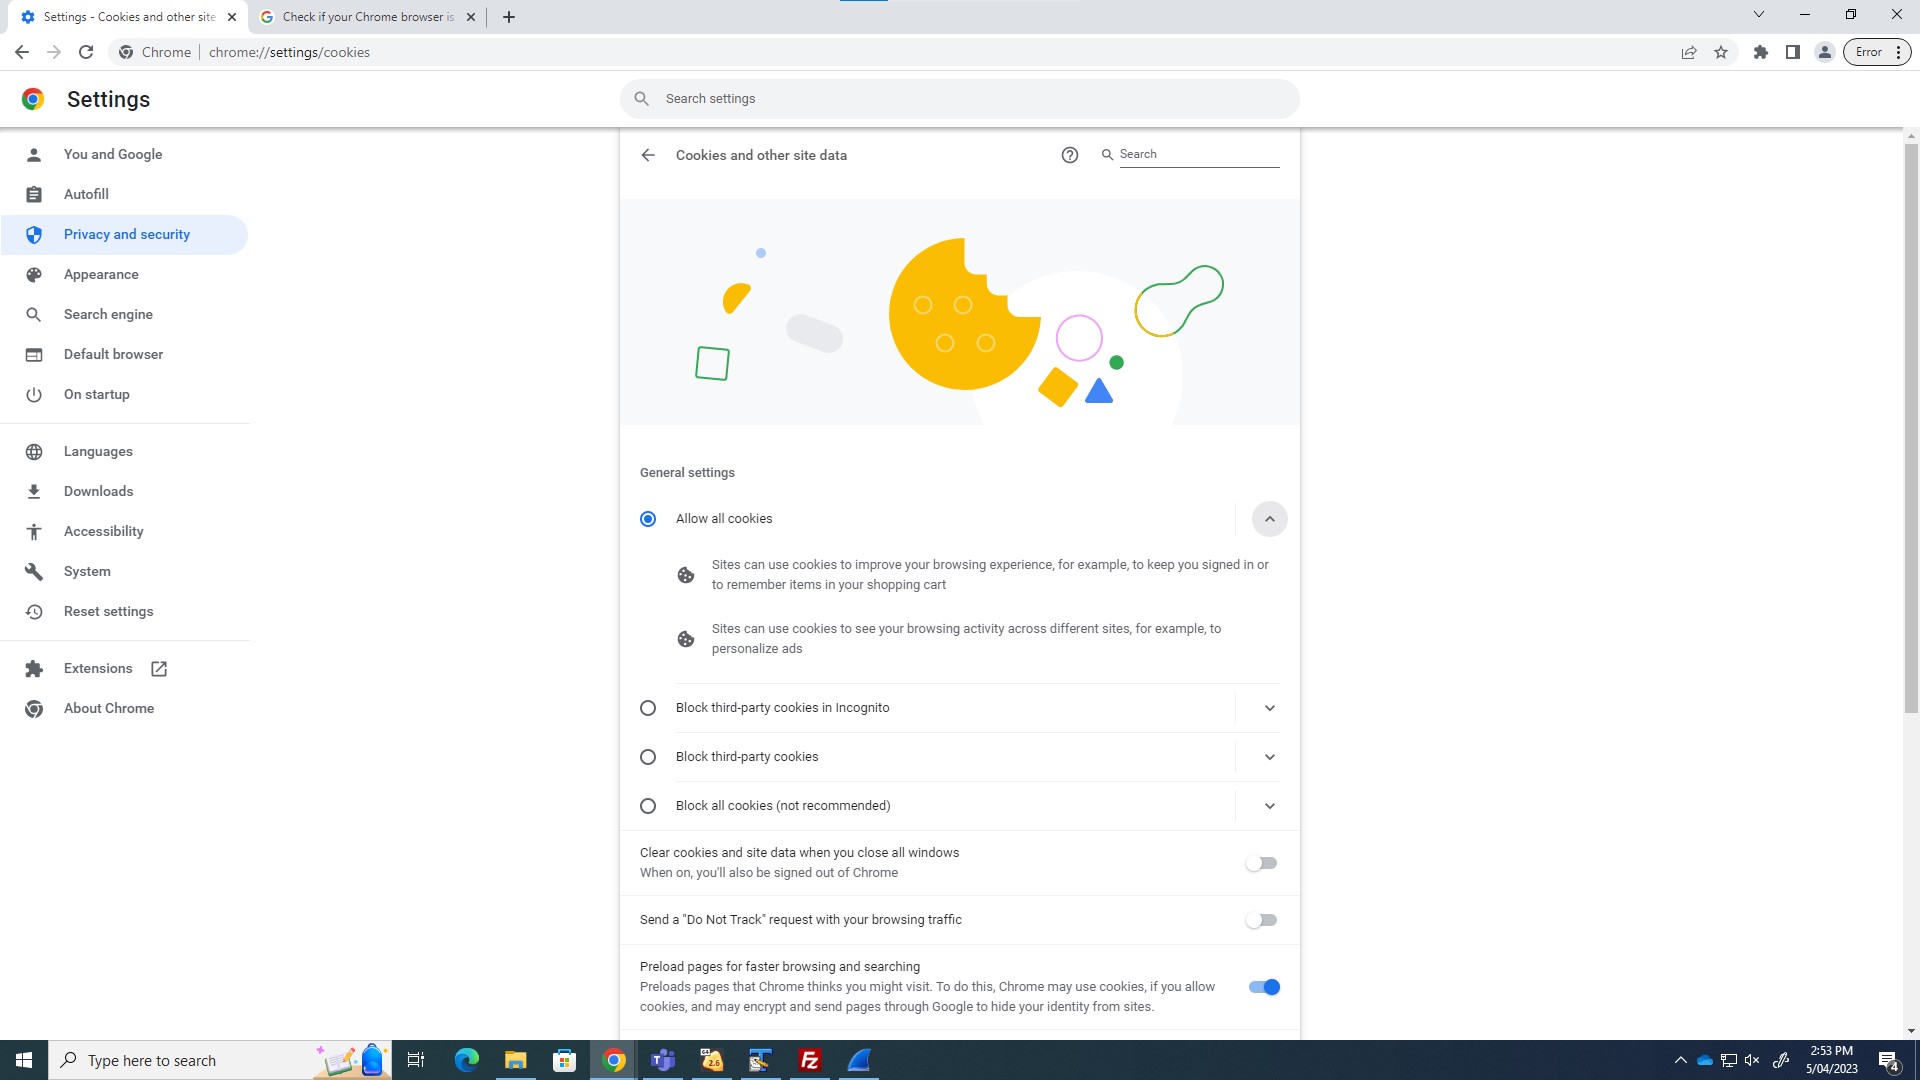 Settings - Cookies and other site
Check if your Chrome browser is
Chrome
chrome://settings/cookies
Error
Settings
Search settings
You and Google
Autofill
Privacy and security
Appearance
Search engine
Default browser
On startup
Languages
Downloads
Accessibility
System
Reset settings
Extensions
About Chrome
Cookies and other site data
Search
General settings
Allow all cookies
Sites can use cookies to improve your browsing experience, for example, to keep you signed in or
to remember items in your shopping cart
Sites can use cookies to see your browsing activity across different sites, for example, to
personalize ads
Block third-party cookies in Incognito
Block third-party cookies
Block all cookies (not recommended)
Clear cookies and site data when you close all windows
When on, you'll also be signed out of Chrome
Send a "Do Not Track" request with your browsing traffic
Preload pages for faster browsing and searching
Preloads pages that Chrome thinks you might visit. To do this, Chrome may use cookies, if you allow
cookies, and may encrypt and send pages through Google to hide your identity from sites.
Type here to search
2.6
Fz
2:53 PM
5/04/2023
4